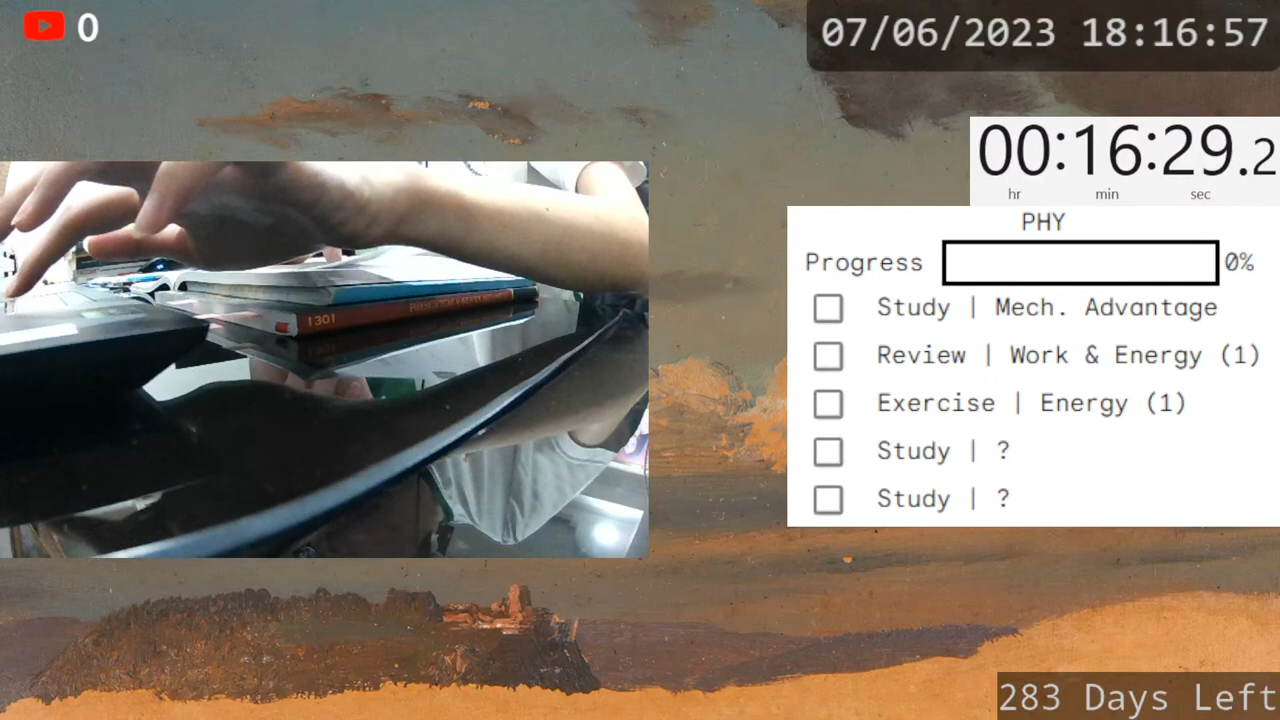 0
07/06/2023 18:16:57
00:16:29.2
hr min sec
PHY
Progress 0%
Study | Mech. Advantage
Review | Work & Energy (1)
Exercise | Energy (1)
Study | ?
Study | ?
1301
283 Days Left